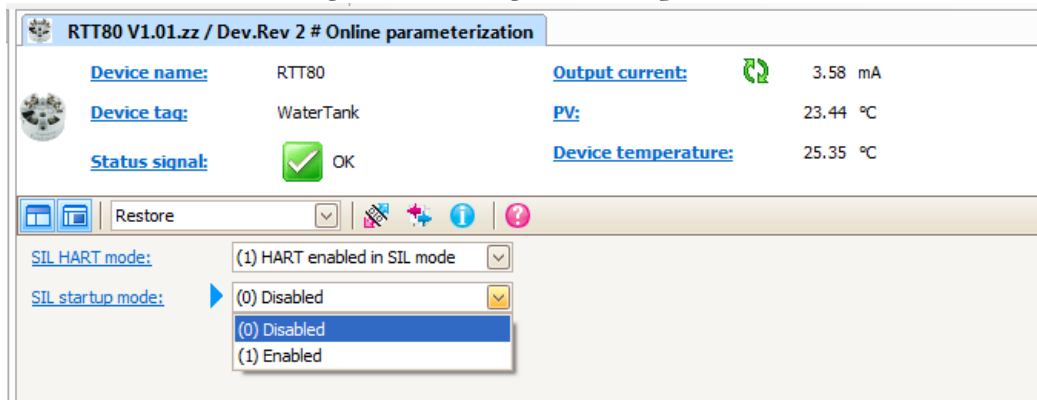 RTT80 V1.01.zz / Dev.Rev 2 # Online parameterization
Device name: RTT80 Output current: 3.58 mA
Device tag: WaterTank PV: 23.44 °C
Status signal: OK Device temperature: 25.35 °C
Restore
SIL HART mode: (1) HART enabled in SIL mode
SIL startup mode: (0) Disabled
(0) Disabled
(1) Enabled